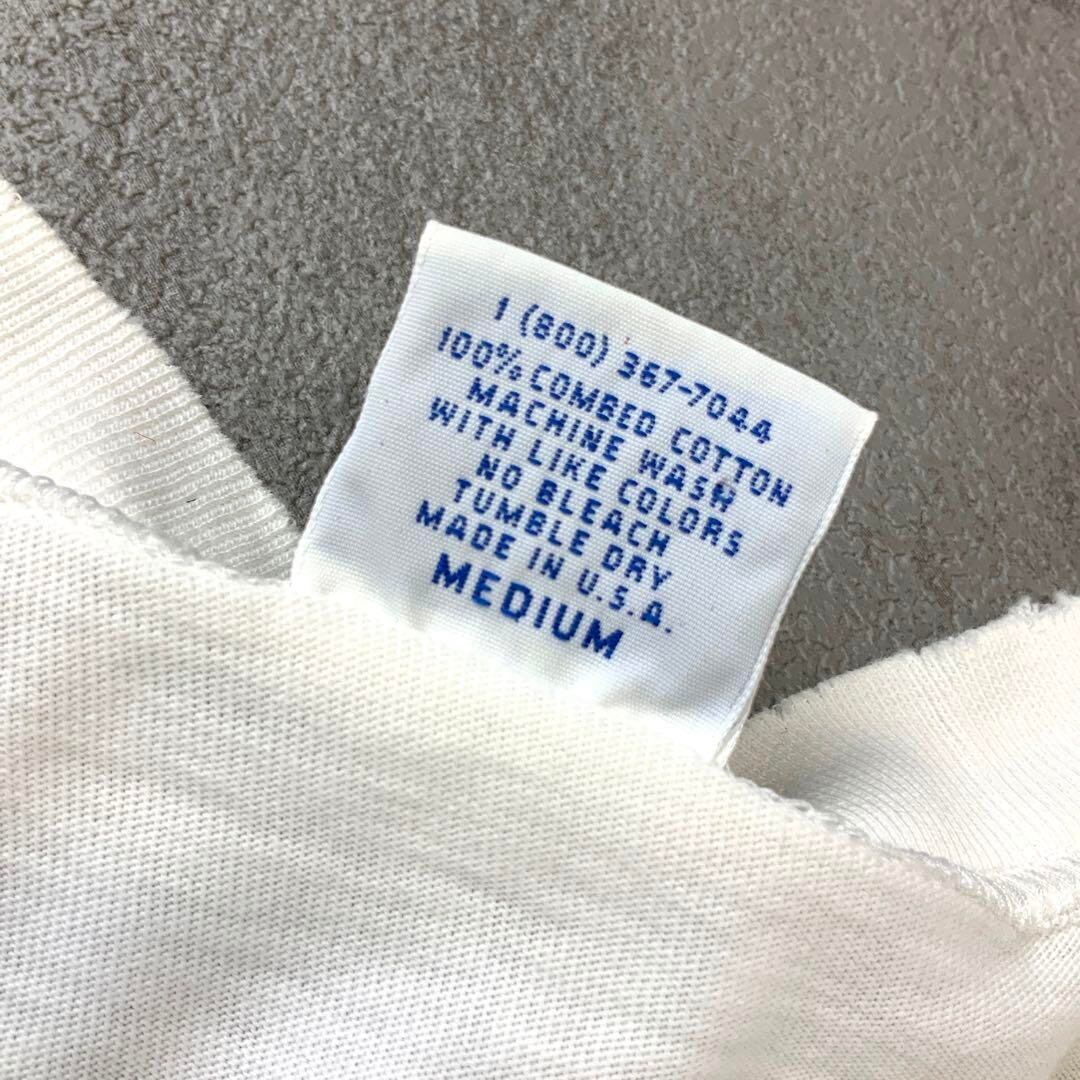 1 (800) 367-7044
100% COMBED COTTON
MACHINE WASH
WITH LIKE COLORS
NO BLEACH
TUMBLE DRY
MADE IN U.S.A.
MEDIUM